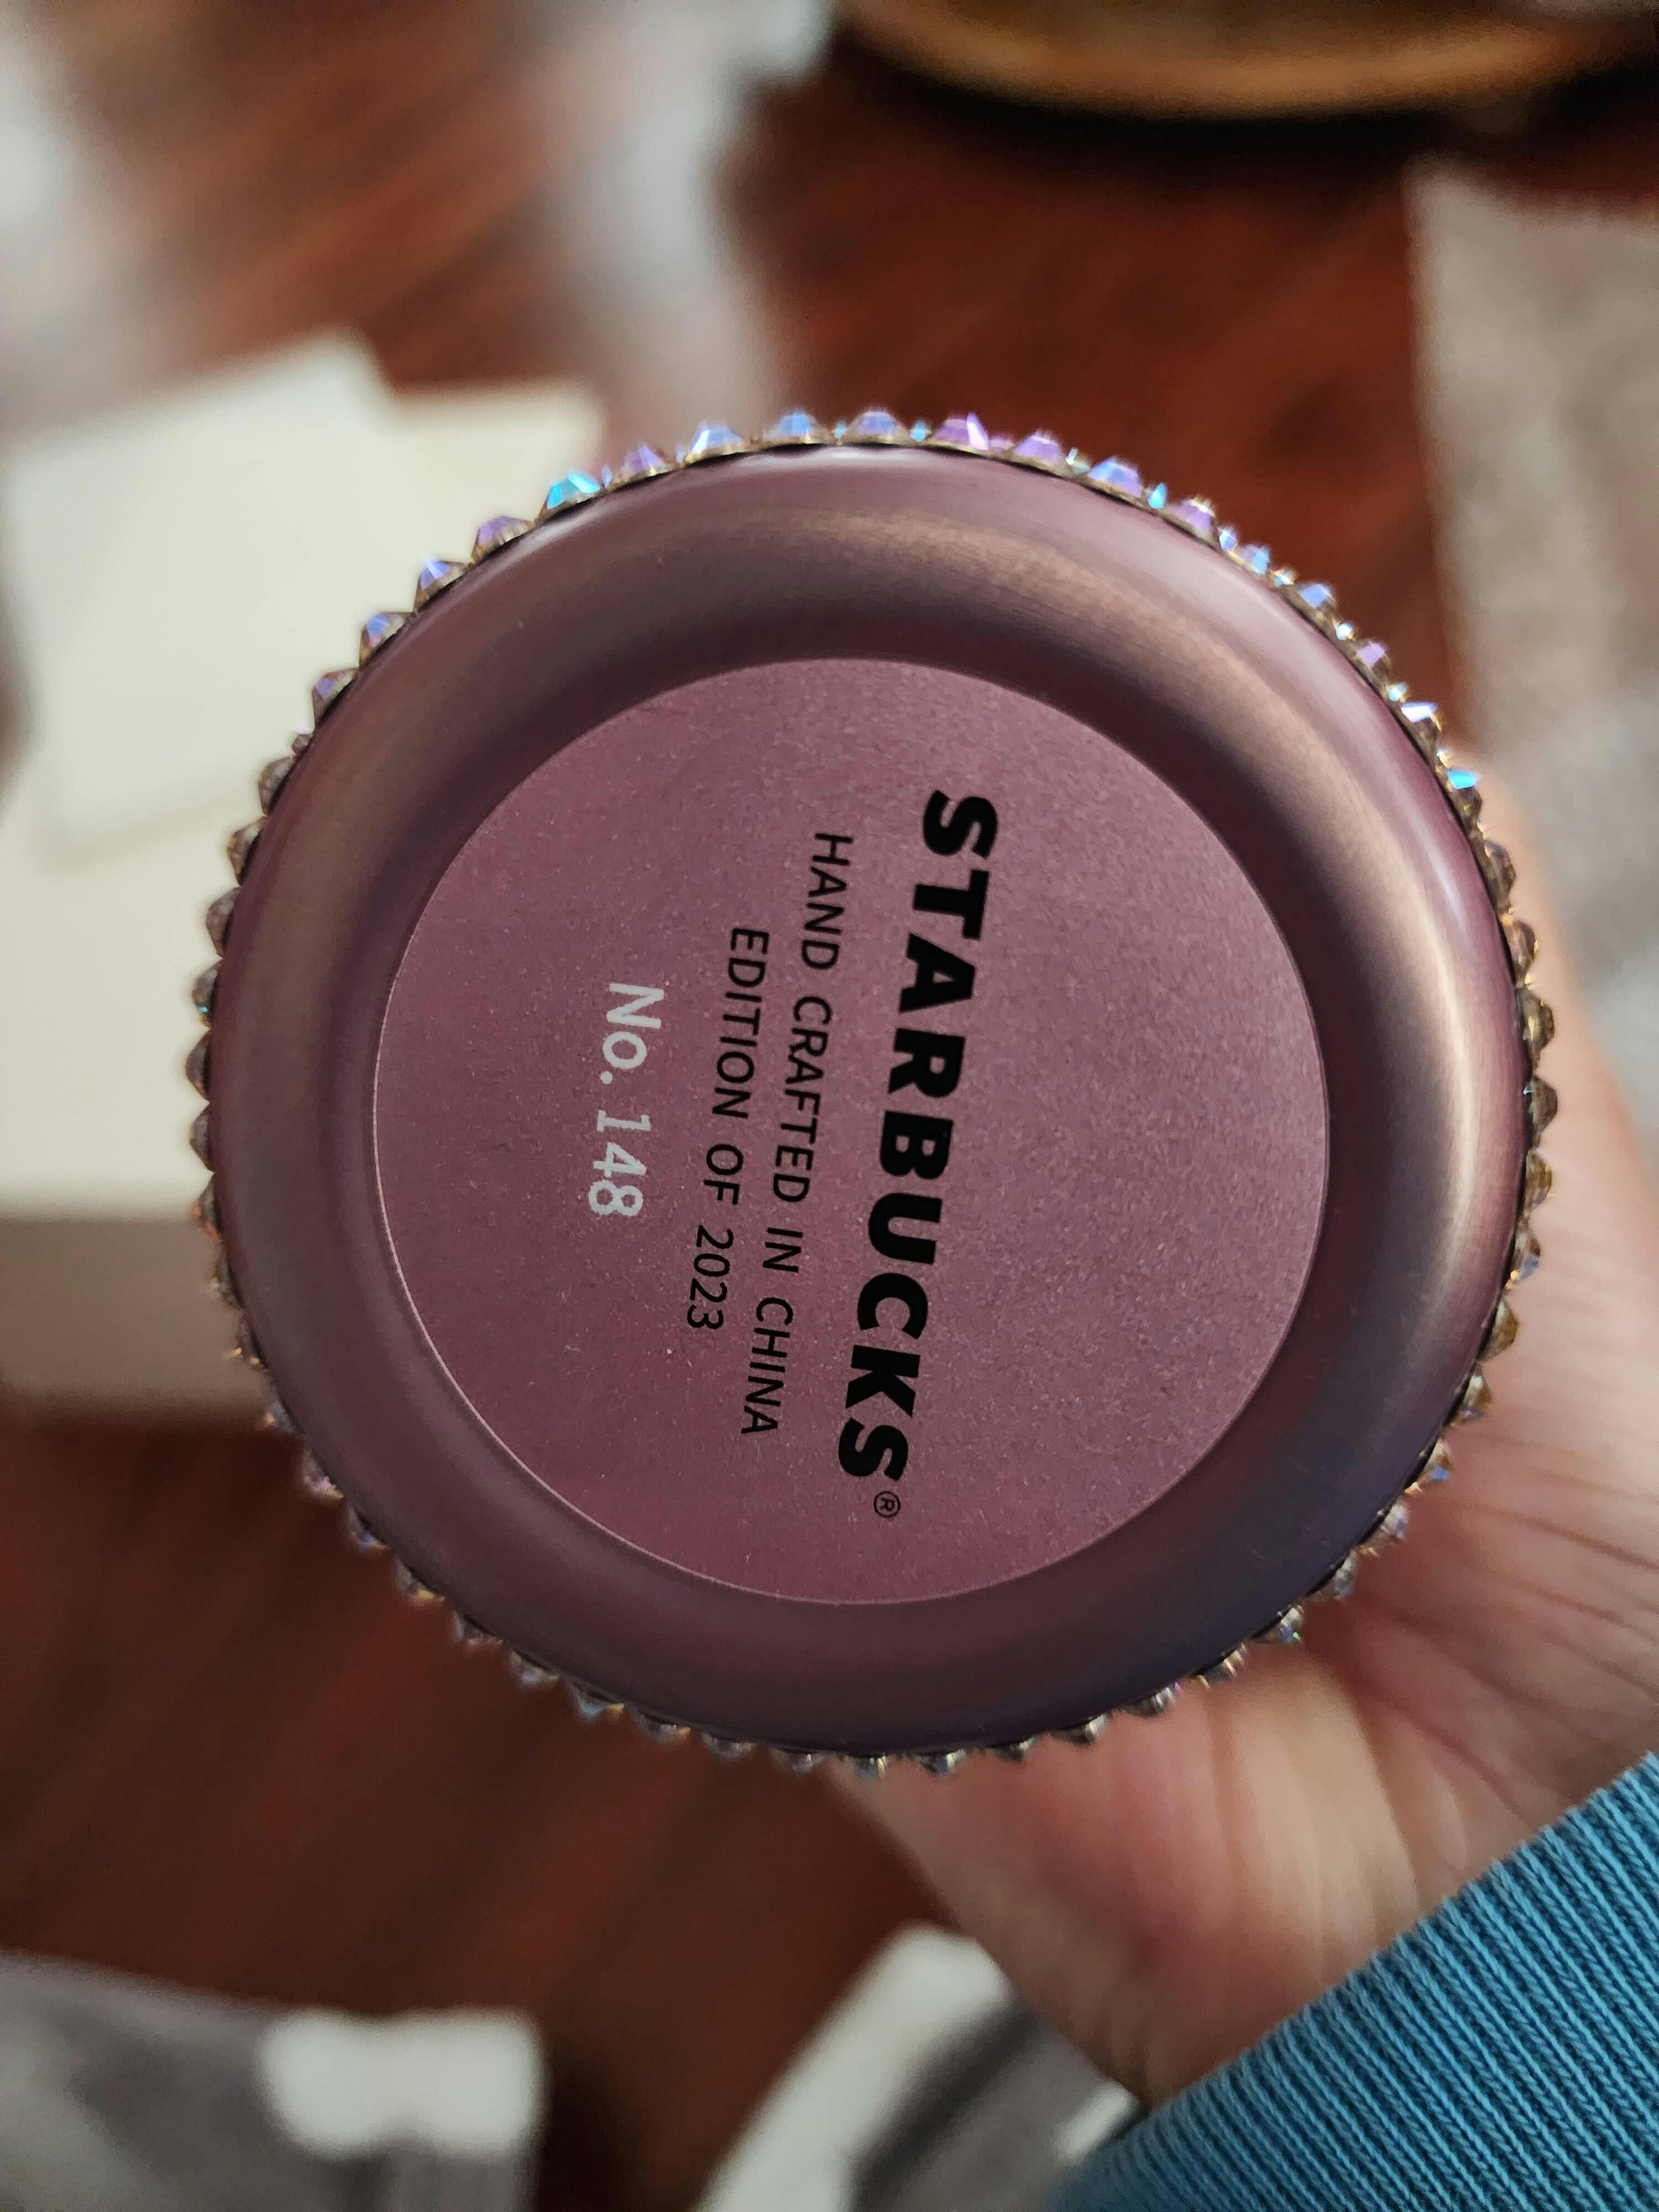 STARBUCKS®
HAND CRAFTED IN CHINA
EDITION OF 2023
No. 148